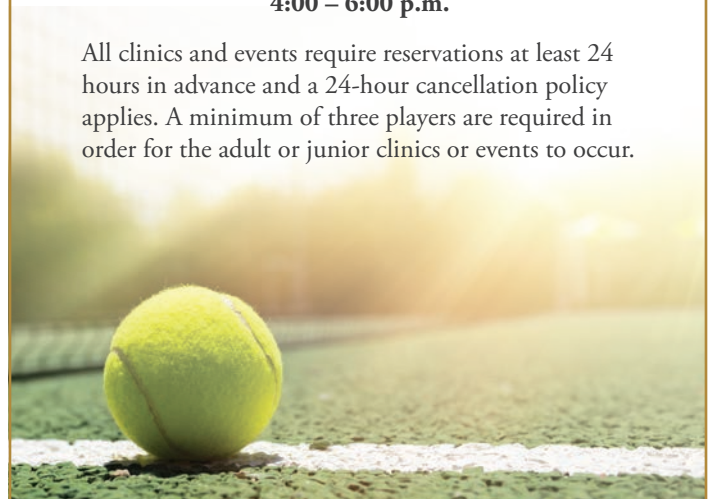 4:00 – 6:00 p.m.
All clinics and events require reservations at least 24
hours in advance and a 24-hour cancellation policy
applies. A minimum of three players are required in
order for the adult or junior clinics or events to occur.